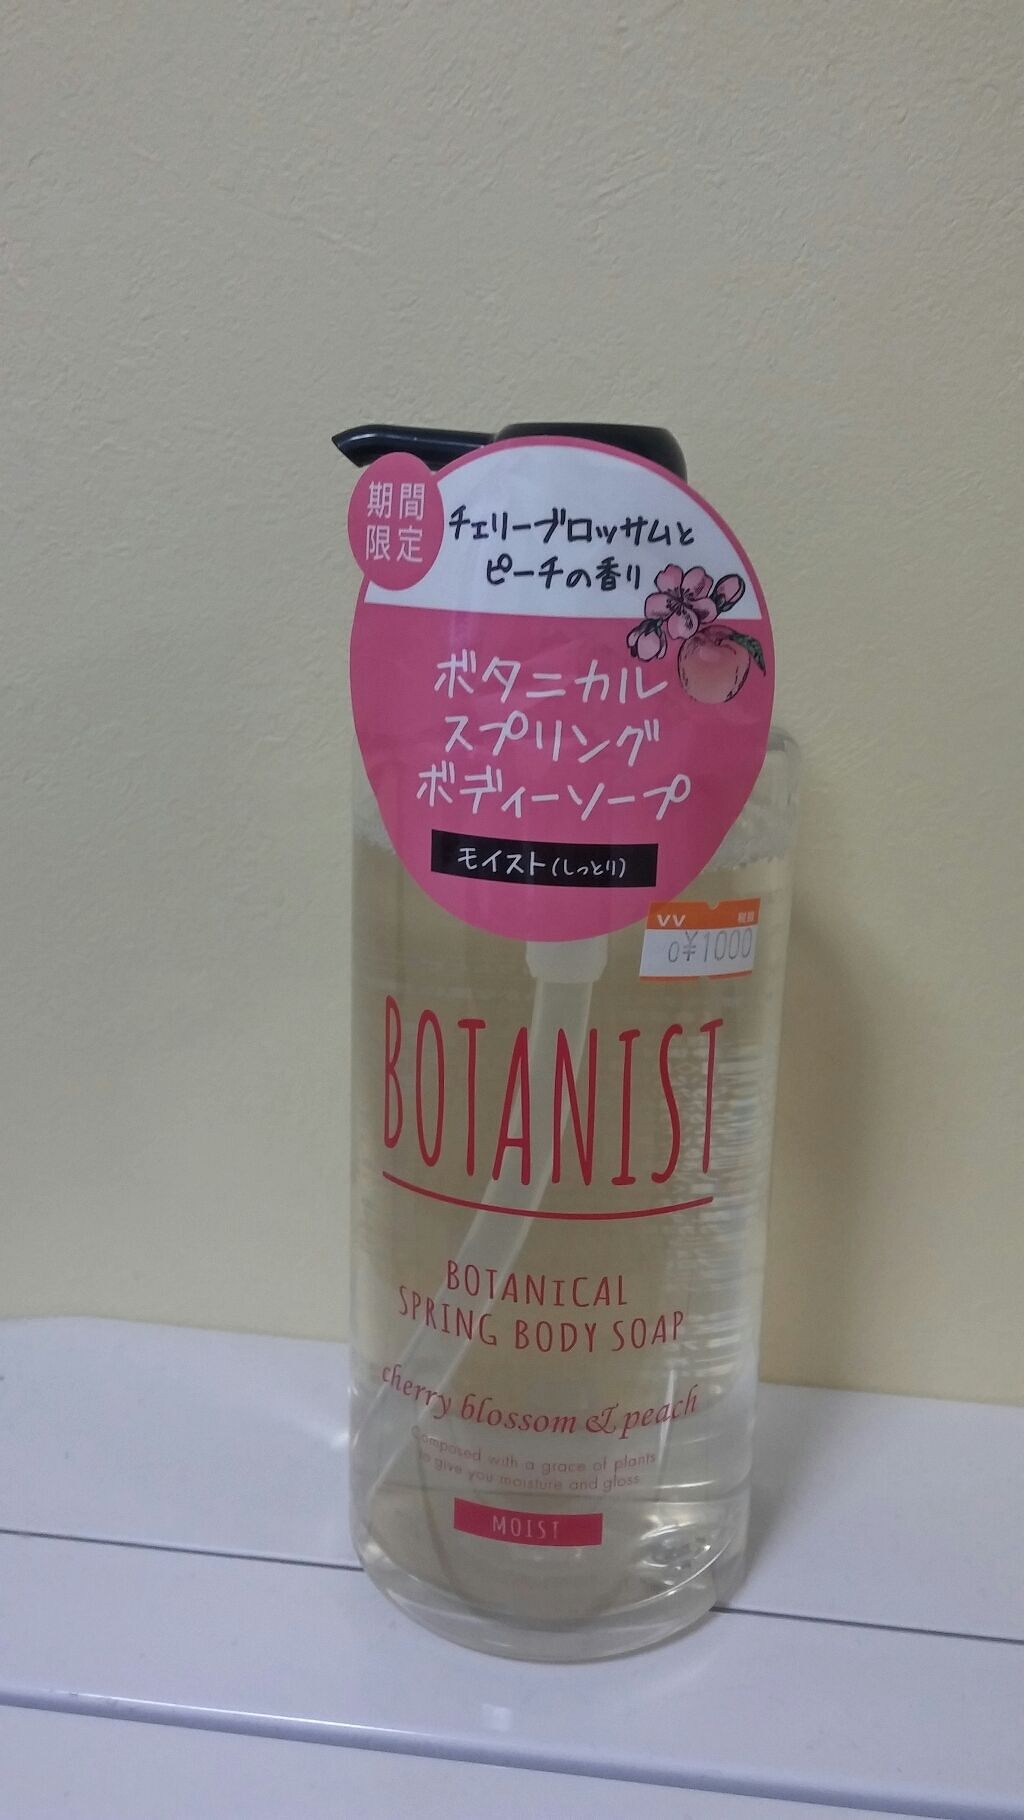 期間
限定
チェリーブロッサムと
ピーチの香り
ボタニカル
スプリング
ボディーソープ
モイスト(しっとり)
VV
0¥1000
BOTANIST
BOTANICAL
SPRING BODY SOAP
cherry blossom & peach
Composed with a grace of plants
to give you moisture and gloss
MOIST